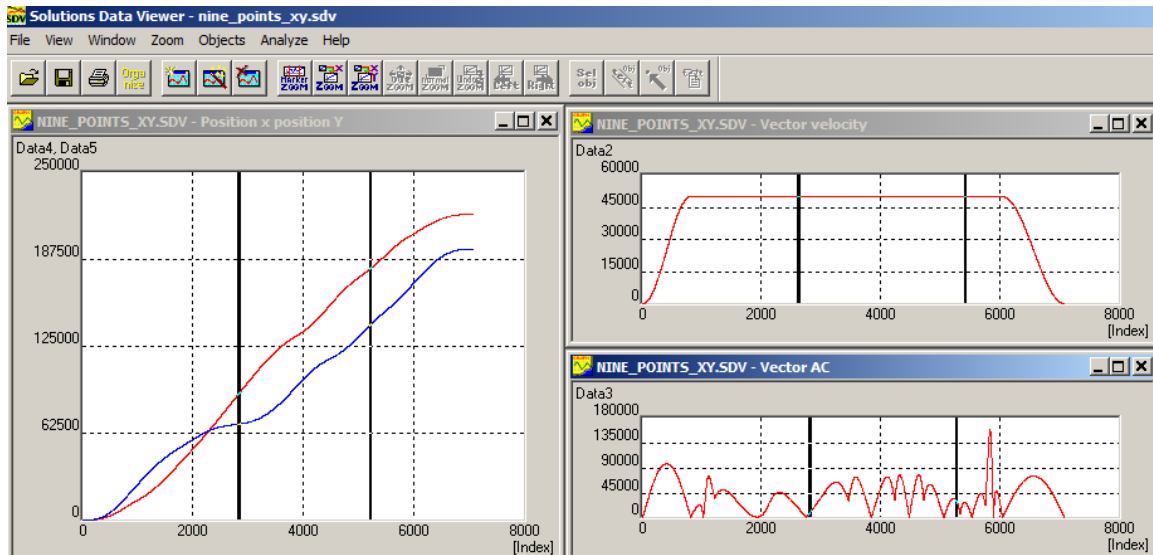 SDV Solutions Data Viewer - nine_points_xy.sdv
File View Window Zoom Objects Analyze Help
Orga nize Marker ZOOM ZOOM ZOOM Out ZOOM Normal ZOOM Undo ZOOM Left Right Sel obj Obj Obj
NINE_POINTS_XY.SDV - Position x position Y
Data4, Data5
250000
187500
125000
62500
0
0 2000 4000 6000 8000
[Index]
NINE_POINTS_XY.SDV - Vector velocity
Data2
60000
45000
30000
15000
0
0 2000 4000 6000 8000
[Index]
NINE_POINTS_XY.SDV - Vector AC
Data3
180000
135000
90000
45000
0
0 2000 4000 6000 8000
[Index]